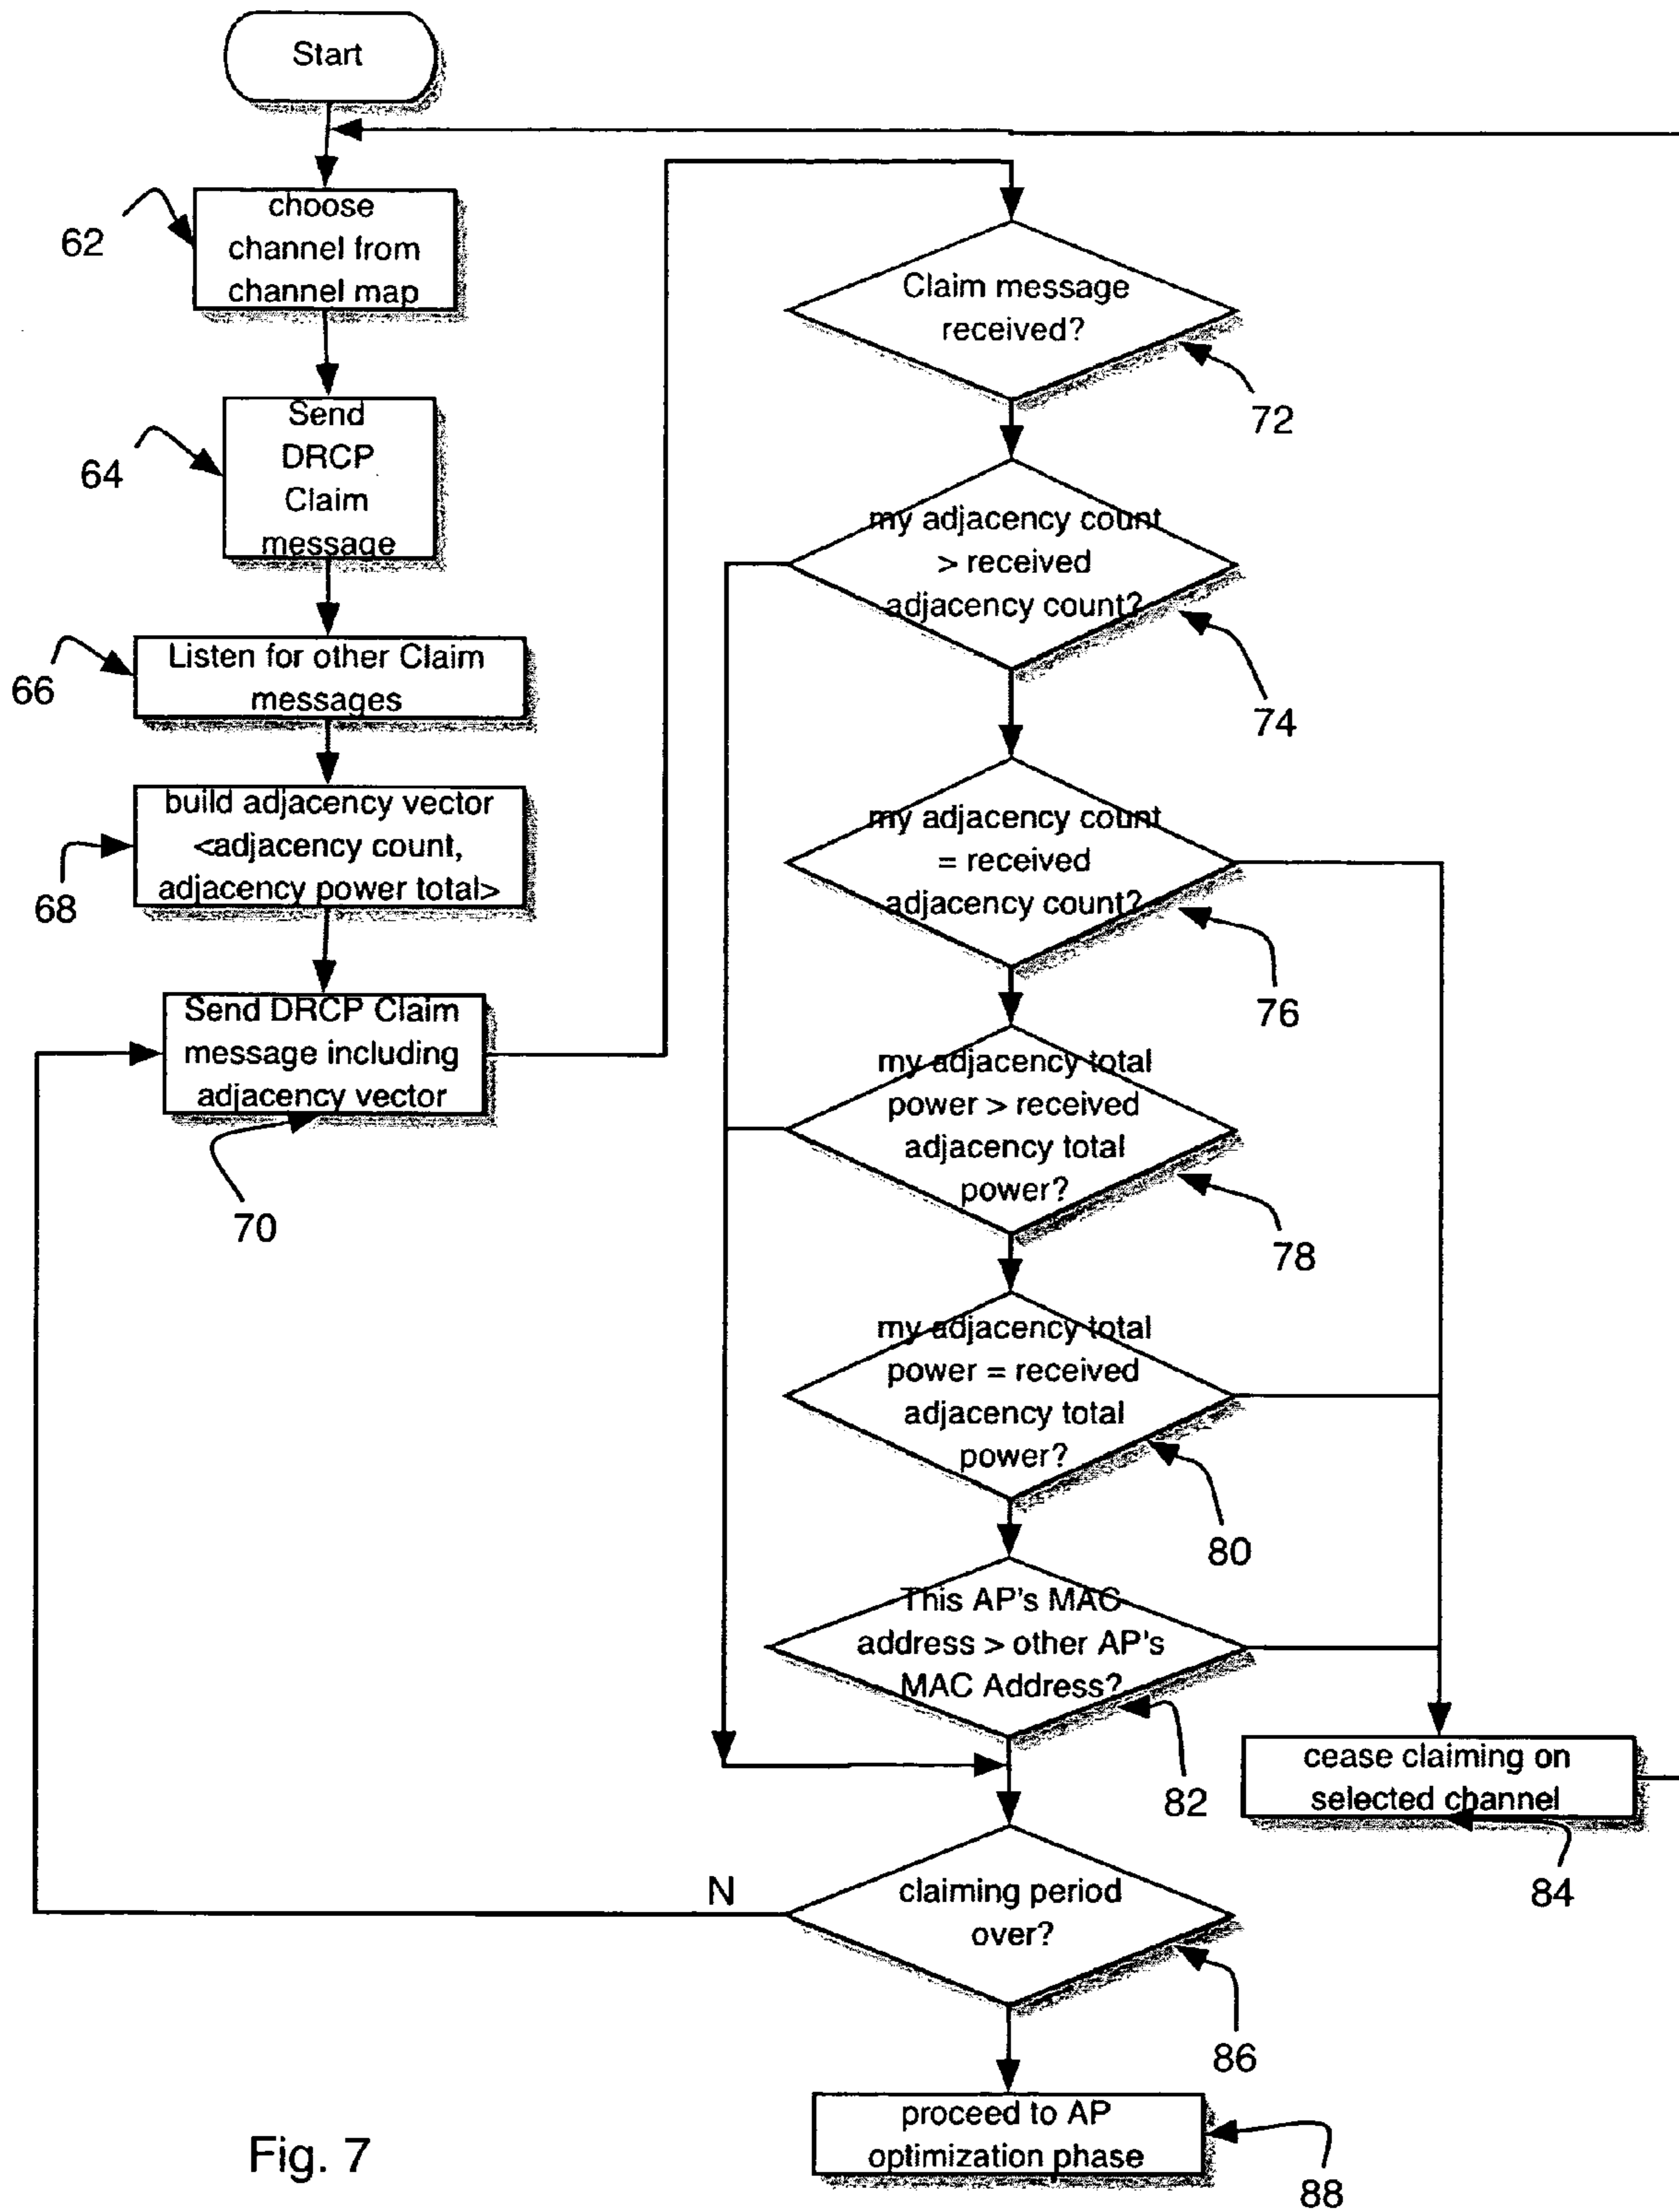 Start
choose
channel from
channel map
62
Send
DRCP
Claim
message
64
Listen for other Claim
messages
66
build adjacency vector
<adjacency count,
adjacency power total>
68
Send DRCP Claim
message including
adjacency vector
70
Claim message
received?
72
my adjacency count
> received
adjacency count?
74
my adjacency count
= received
adjacency count?
76
my adjacency total
power > received
adjacency total
power?
78
my adjacency total
power = received
adjacency total
power?
80
This AP's MAC
address > other AP's
MAC Address?
82
cease claiming on
selected channel
84
claiming period
over?
N
86
proceed to AP
optimization phase
88
Fig. 7